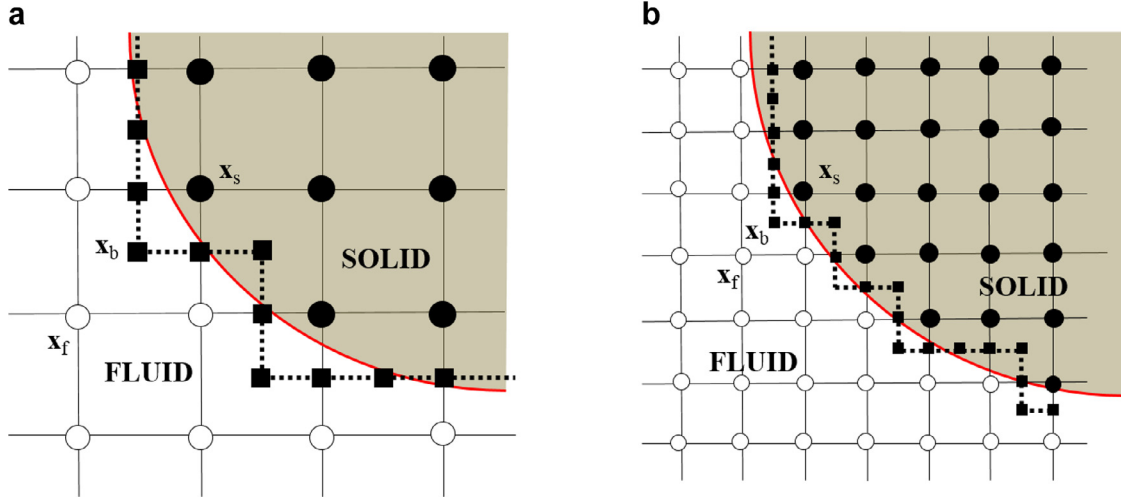 a
x_s
x_b
SOLID
x_f
FLUID
b
x_s
x_b
x_f
SOLID
FLUID